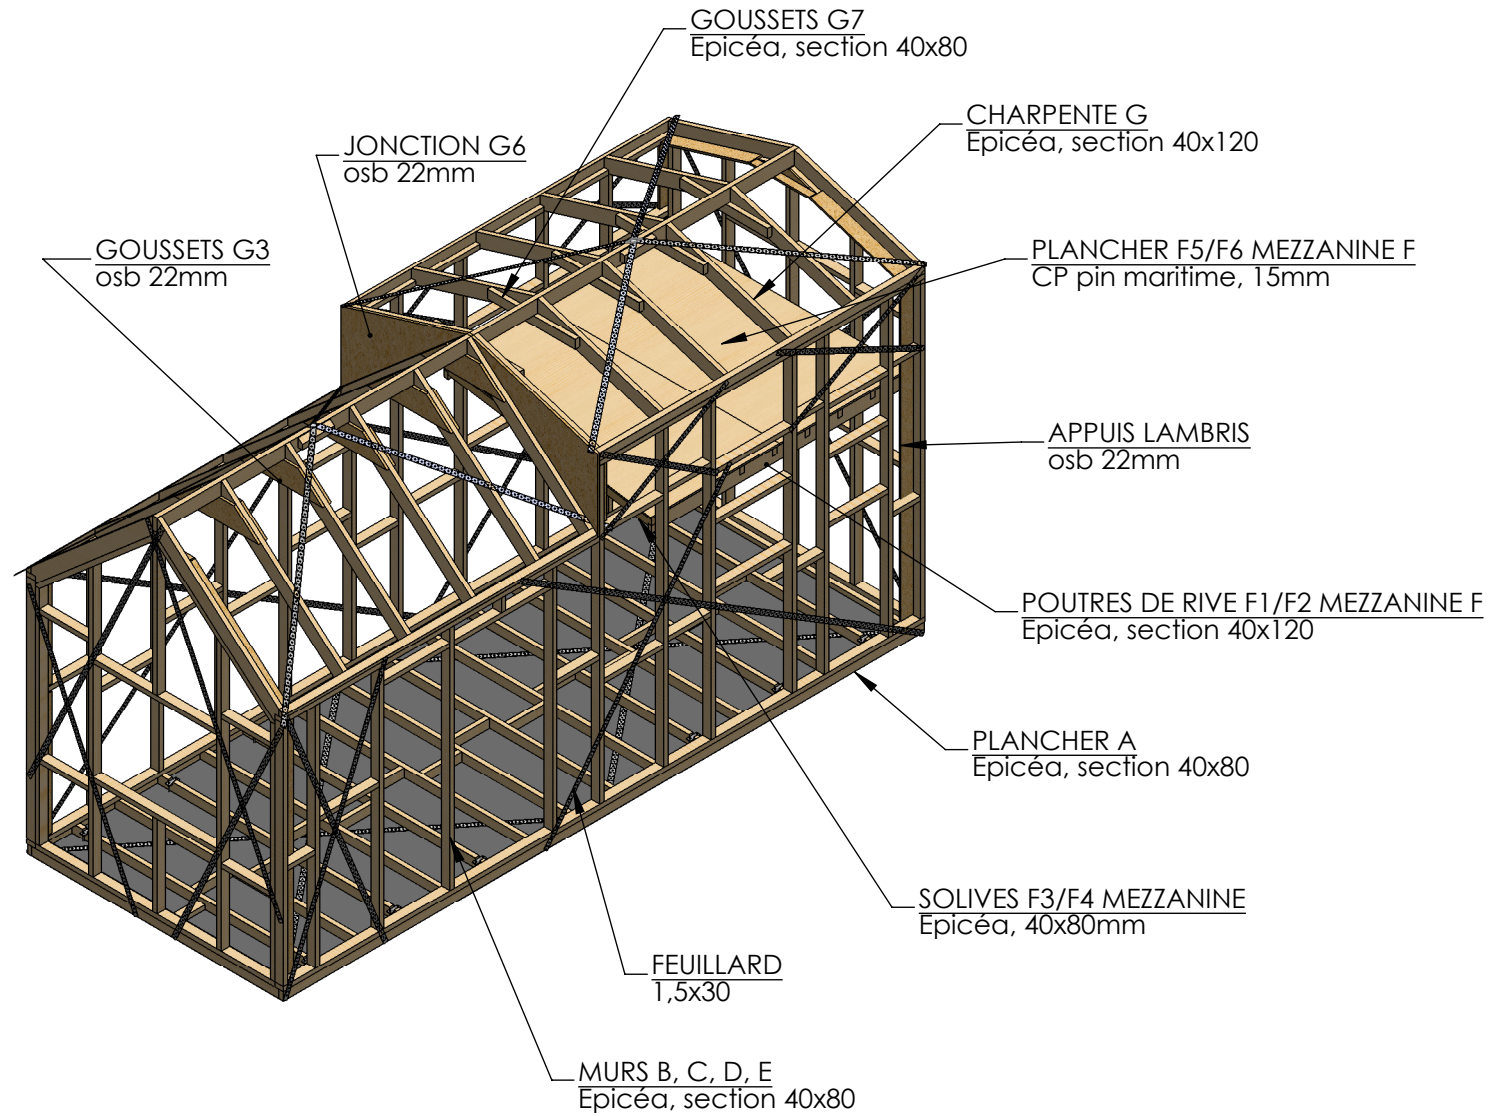 GOUSSETS G7
Epicéa, section 40x80
CHARPENTE G
Epicéa, section 40x120
JONCTION G6
osb 22mm
GOUSSETS G3
osb 22mm
PLANCHER F5/F6 MEZZANINE F
CP pin maritime, 15mm
APPUIS LAMBRIS
osb 22mm
POUTRES DE RIVE F1/F2 MEZZANINE F
Epicéa, section 40x120
PLANCHER A
Epicéa, section 40x80
SOLIVES F3/F4 MEZZANINE
Epicéa, 40x80mm
FEUILLARD
1,5x30
MURS B, C, D, E
Epicéa, section 40x80